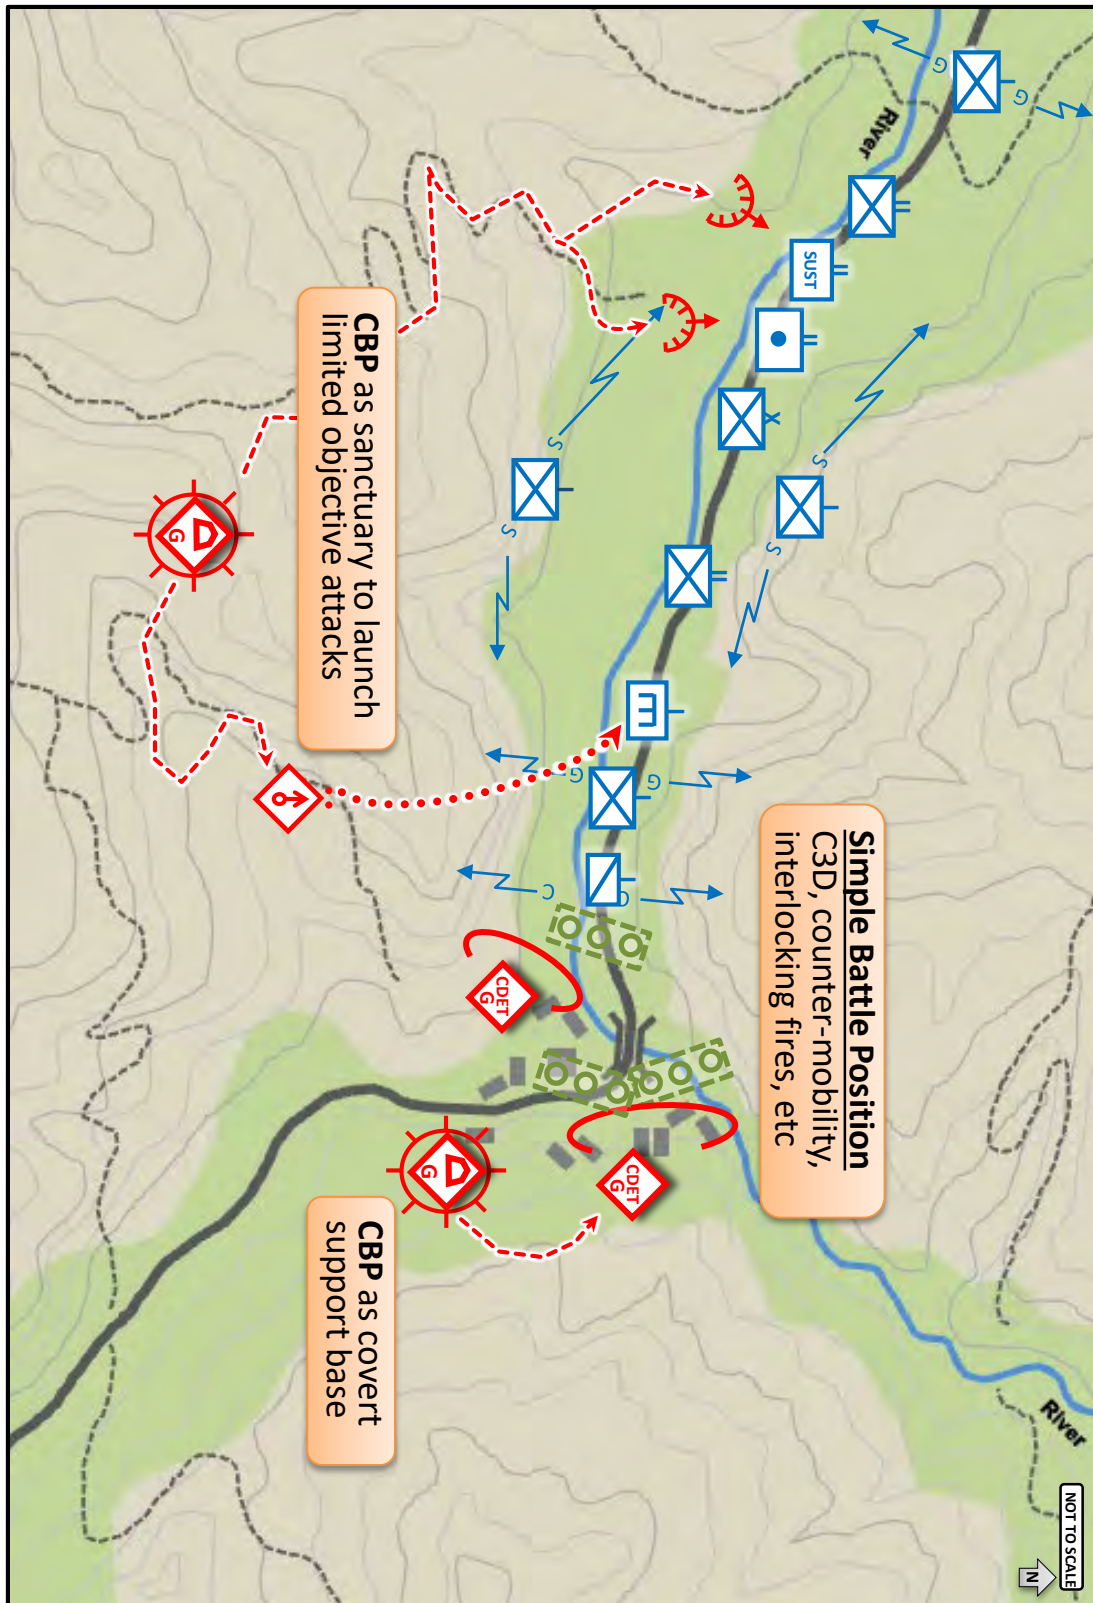 River
G
G
SUST
S
S
S
S
CBP as sanctuary to launch
limited objective attacks
G
E
G
G
C
C
Simple Battle Position
C3D, counter-mobility,
interlocking fires, etc
CDET
G
CDET
G
G
CBP as covert
support base
River
NOT TO SCALE
N